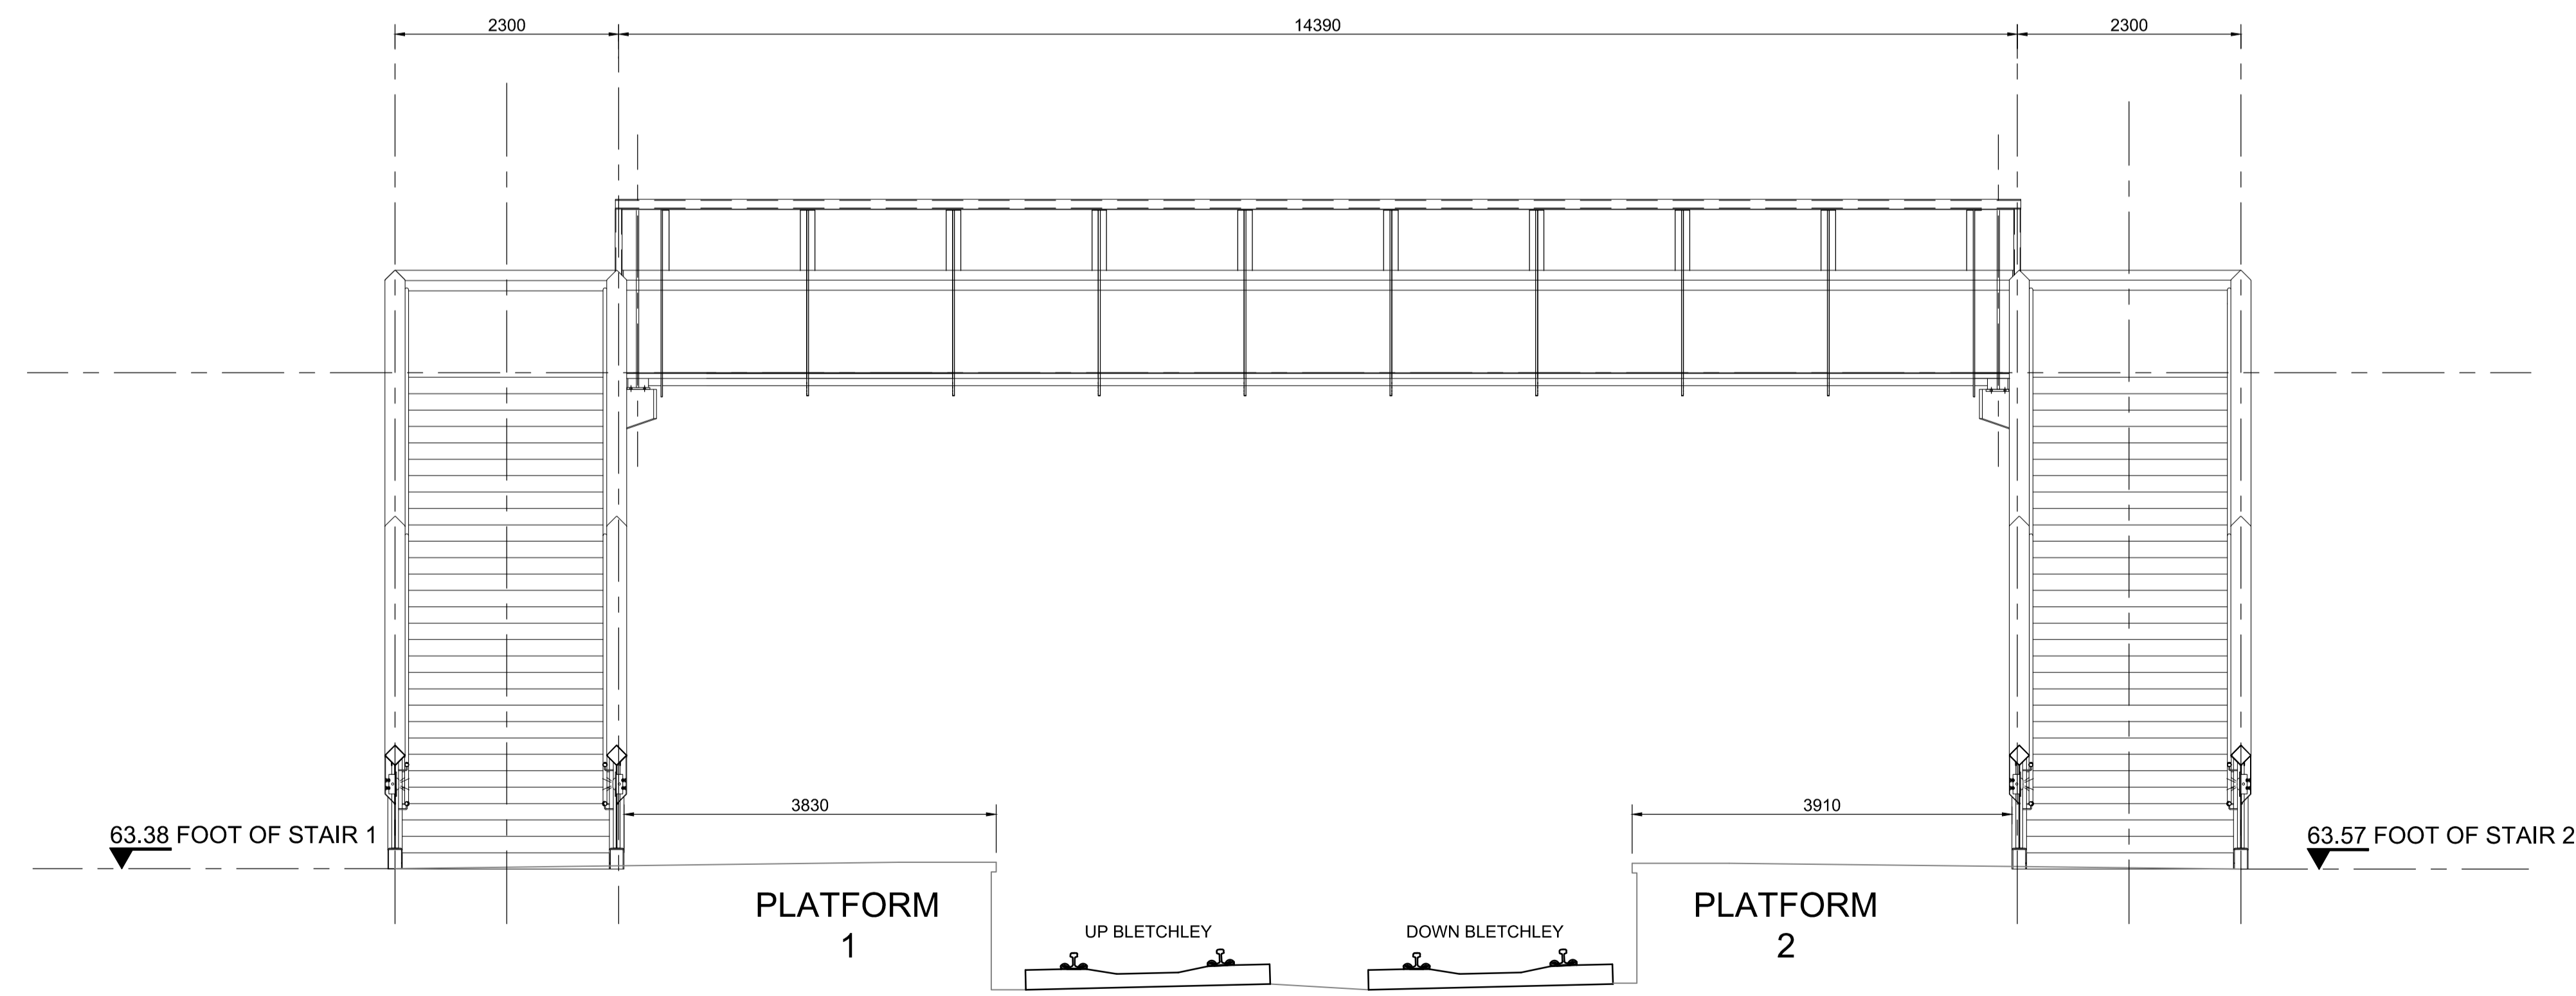 2300
14390
2300
3830
3910
63.38 FOOT OF STAIR 1
63.57 FOOT OF STAIR 2
PLATFORM
1
PLATFORM
2
UP BLETCHLEY
DOWN BLETCHLEY